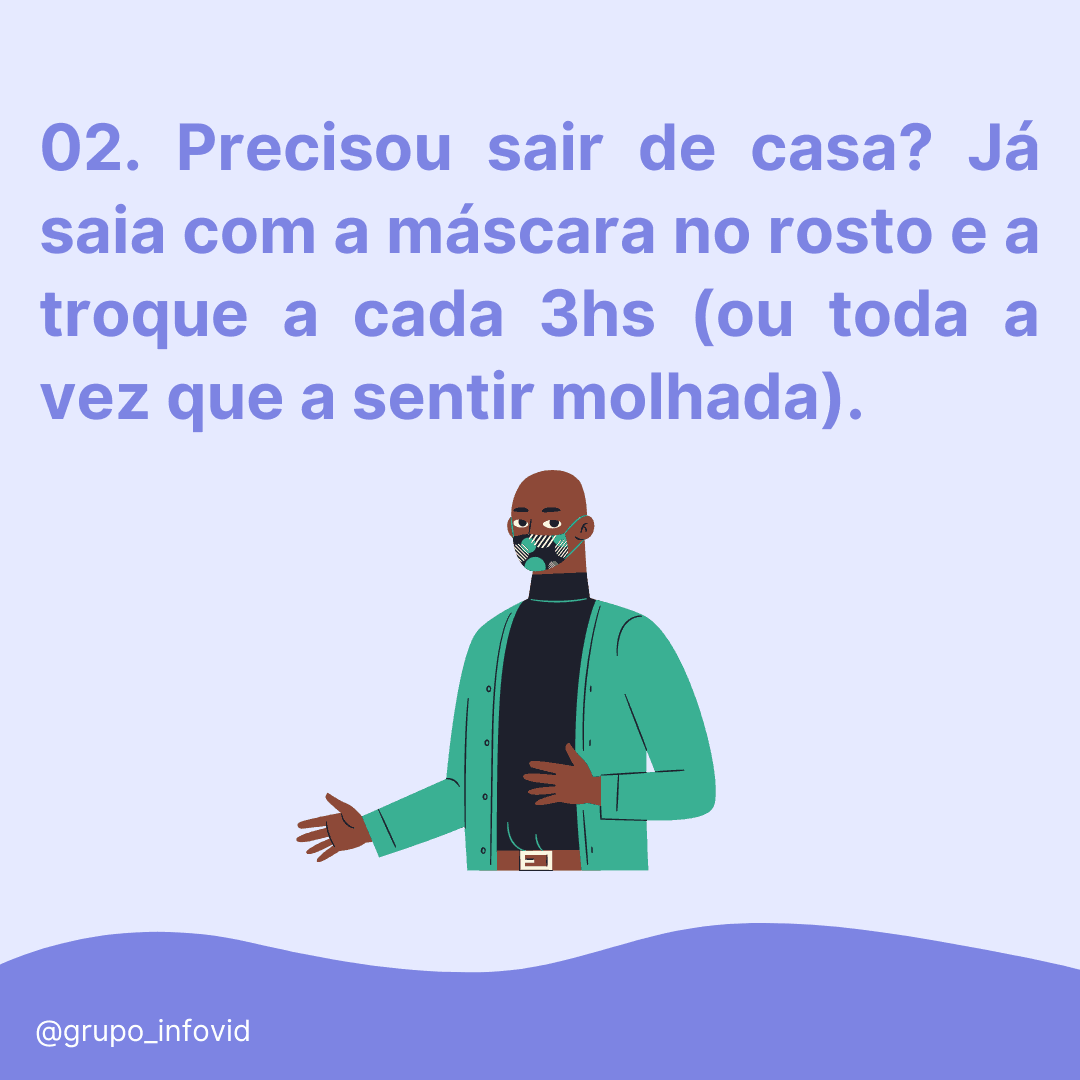 02. Precisou sair de casa? Já
saia com a máscara no rosto e a
troque a cada 3hs (ou toda a
vez que a sentir molhada).
@grupo_infovid